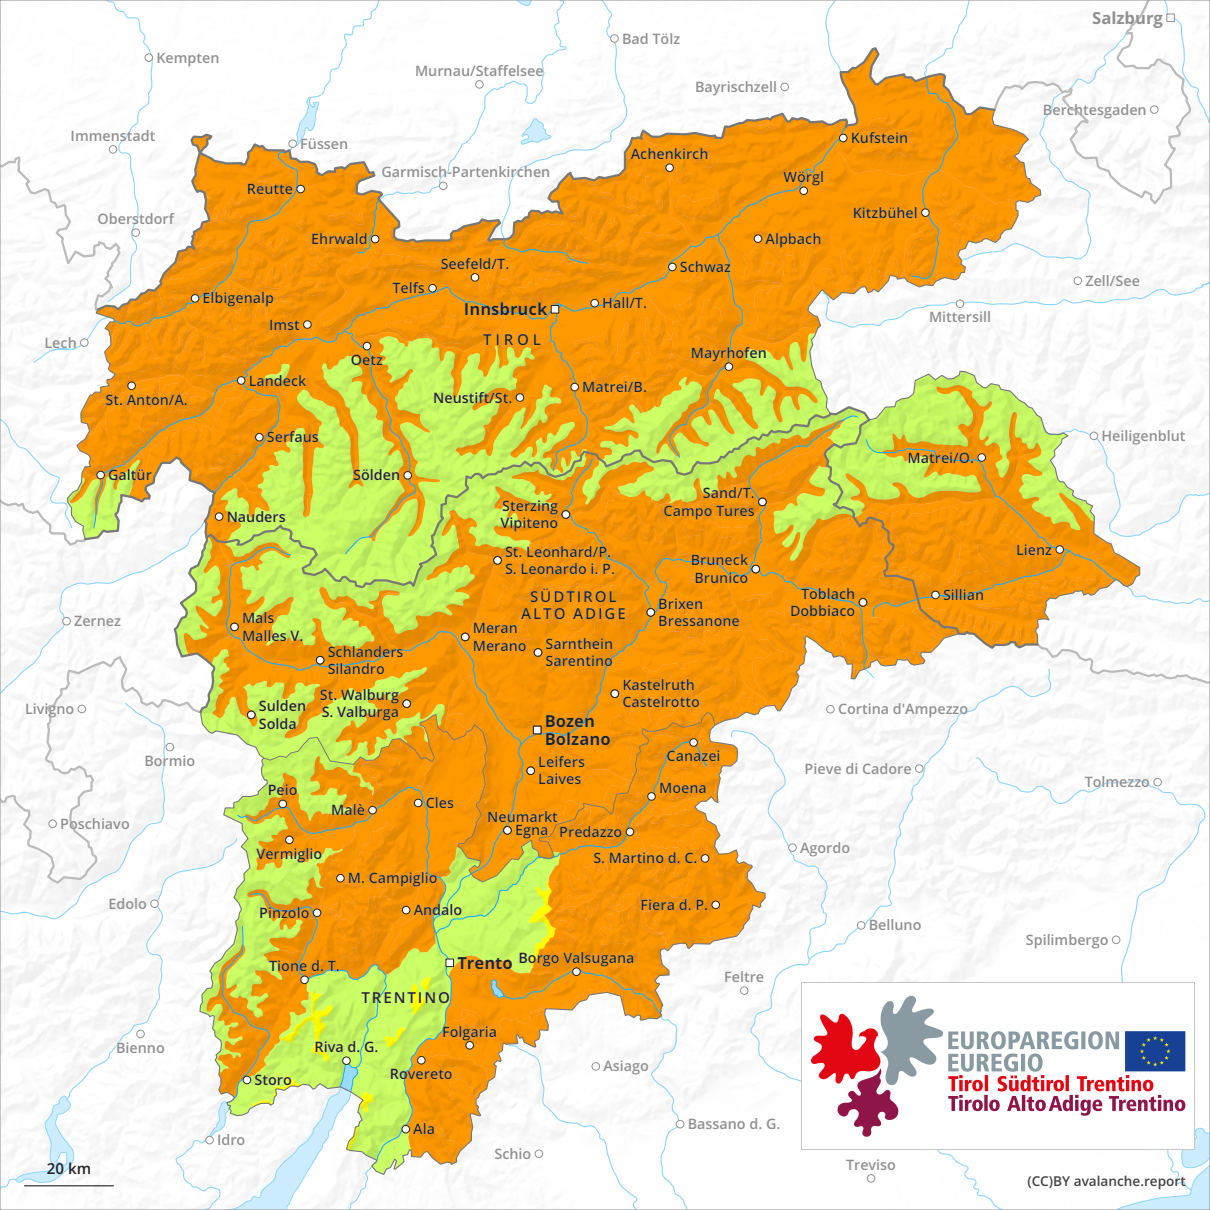 Salzburg
Bad Tölz
Kempten
Murnau/Staffelsee
Bayrischzell
Berchtesgaden
Immenstadt
Füssen
Kufstein
Achenkirch
Garmisch-Partenkirchen
Wörgl
Reutte
Oberstdorf
Kitzbühel
Ehrwald
Alpbach
Seefeld/T.
Schwaz
Telfs
Zell/See
Elbigenalp
Hall/T.
Innsbruck
Mittersill
Imst
TIROL
Lech
Oetz
Mayrhofen
Landeck
Matrei/B.
St. Anton/A.
Neustift/St.
Serfaus
Heiligenblut
Matrei/O.
Galtür
Sölden
Sand/T.
Campo Tures
Sterzing
Vipiteno
Nauders
St. Leonhard/P.
S. Leonardo i. P.
Lienz
Bruneck
Brunico
SÜDTIROL
ALTO ADIGE
Toblach
Dobbiaco
Sillian
Brixen
Bressanone
Zernez
Mals
Malles V.
Meran
Merano
Sarnthein
Sarentino
Schlanders
Silandro
Kastelruth
Castelrotto
St. Walburg
S. Valburga
Livigno
Sulden
Solda
Cortina d'Ampezzo
Bozen
Bolzano
Bormio
Canazei
Leifers
Laives
Pieve di Cadore
Tolmezzo
Peio
Moena
Malè
Cles
Neumarkt
Egna
Poschiavo
Predazzo
Vermiglio
Agordo
S. Martino d. C.
M. Campiglio
Edolo
Fiera d. P.
Pinzolo
Andalo
Belluno
Spilimbergo
Borgo Valsugana
Trento
Tione d. T.
Feltre
TRENTINO
Folgaria
Bienno
Riva d. G.
Asiago
Rovereto
Storo
EUROPAREGION
EUREGIO
Tirol Südtirol Trentino
Tirolo Alto Adige Trentino
Bassano d. G.
Ala
Idro
Schio
Treviso
20 km
(CC)BY avalanche.report